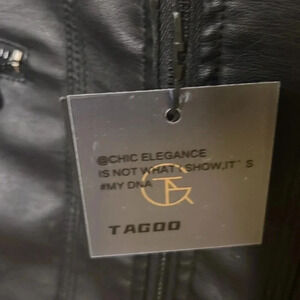 @CHIC ELEGANCE
IS NOT WHAT I SHOW,IT`S
#MY DNA
TAGOO